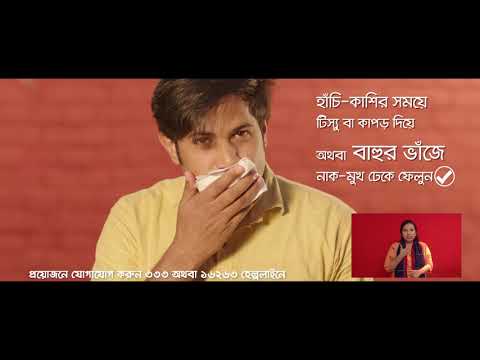 হাঁচি-কাশির সময়ে
টিস্যু বা কাপড় দিয়ে
অথবা বাহুর ভাঁজে
নাক-মুখ ঢেকে ফেলুন
প্রয়োজনে যোগাযোগ করুন ৩৩৩ অথবা ১৬২৬৩ হেল্পলাইনে